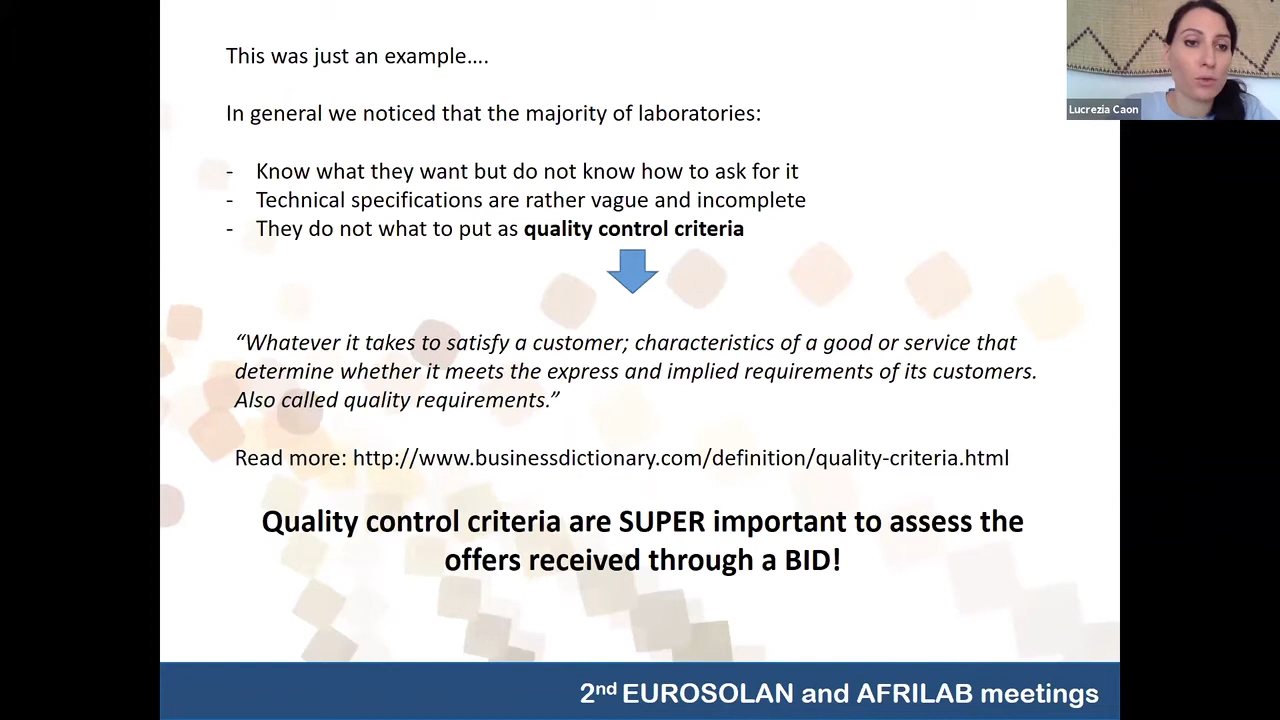 This was just an example….
In general we noticed that the majority of laboratories:
- Know what they want but do not know how to ask for it
- Technical specifications are rather vague and incomplete
- They do not what to put as quality control criteria
“Whatever it takes to satisfy a customer; characteristics of a good or service that
determine whether it meets the express and implied requirements of its customers.
Also called quality requirements.”
Read more: http://www.businessdictionary.com/definition/quality-criteria.html
Quality control criteria are SUPER important to assess the
offers received through a BID!
2nd EUROSOLAN and AFRILAB meetings
Lucrezia Caon